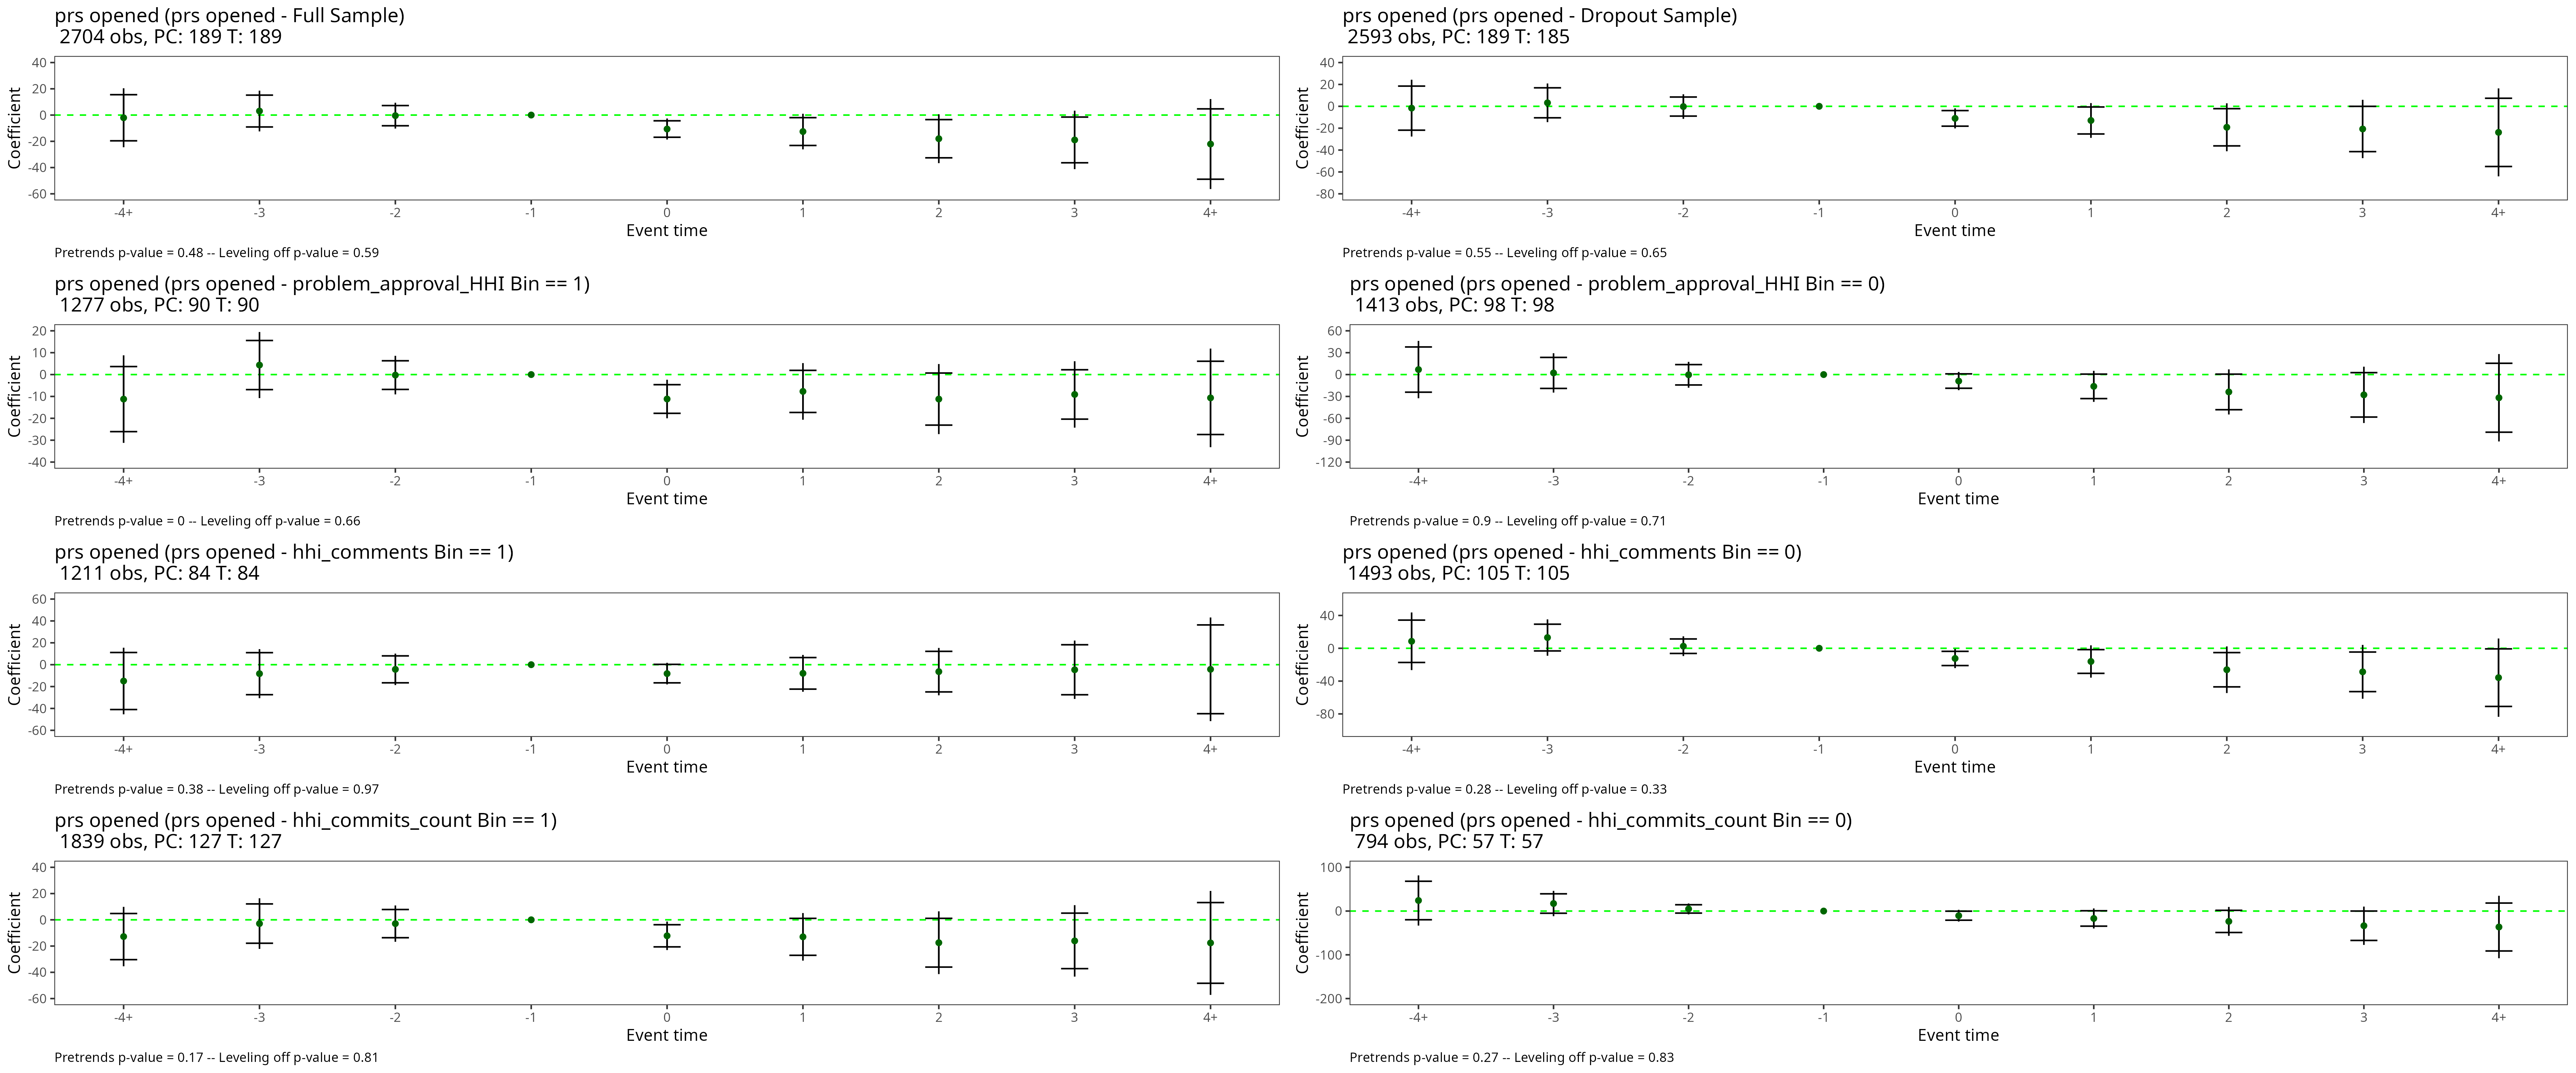 prs opened (prs opened - Full Sample)
2704 obs, PC: 189 T: 189
40
20
0
-20
-40
-60
Coefficient
-4+ -3 -2 -1 0 1 2 3 4+
Event time
Pretrends p-value = 0.48 -- Leveling off p-value = 0.59
prs opened (prs opened - Dropout Sample)
2593 obs, PC: 189 T: 185
40
20
0
-20
-40
-60
-80
Coefficient
-4+ -3 -2 -1 0 1 2 3 4+
Event time
Pretrends p-value = 0.55 -- Leveling off p-value = 0.65
prs opened (prs opened - problem_approval_HHI Bin == 1)
1277 obs, PC: 90 T: 90
20
10
0
-10
-20
-30
-40
Coefficient
-4+ -3 -2 -1 0 1 2 3 4+
Event time
Pretrends p-value = 0 -- Leveling off p-value = 0.66
prs opened (prs opened - problem_approval_HHI Bin == 0)
1413 obs, PC: 98 T: 98
60
30
0
-30
-60
-90
-120
Coefficient
-4+ -3 -2 -1 0 1 2 3 4+
Event time
Pretrends p-value = 0.9 -- Leveling off p-value = 0.71
prs opened (prs opened - hhi_comments Bin == 1)
1211 obs, PC: 84 T: 84
60
40
20
0
-20
-40
-60
Coefficient
-4+ -3 -2 -1 0 1 2 3 4+
Event time
Pretrends p-value = 0.38 -- Leveling off p-value = 0.97
prs opened (prs opened - hhi_comments Bin == 0)
1493 obs, PC: 105 T: 105
40
0
-40
-80
Coefficient
-4+ -3 -2 -1 0 1 2 3 4+
Event time
Pretrends p-value = 0.28 -- Leveling off p-value = 0.33
prs opened (prs opened - hhi_commits_count Bin == 1)
1839 obs, PC: 127 T: 127
40
20
0
-20
-40
-60
Coefficient
-4+ -3 -2 -1 0 1 2 3 4+
Event time
Pretrends p-value = 0.17 -- Leveling off p-value = 0.81
prs opened (prs opened - hhi_commits_count Bin == 0)
794 obs, PC: 57 T: 57
100
0
-100
-200
Coefficient
-4+ -3 -2 -1 0 1 2 3 4+
Event time
Pretrends p-value = 0.27 -- Leveling off p-value = 0.83